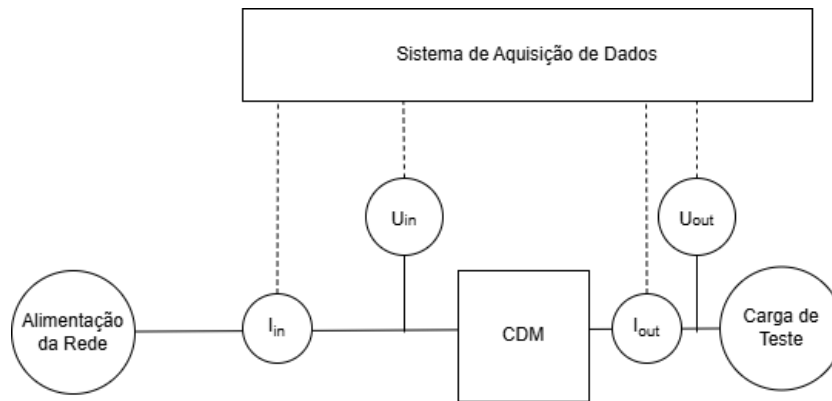 Sistema de Aquisição de Dados
Uin
Uout
Alimentação
da Rede
Iin
CDM
Iout
Carga de
Teste